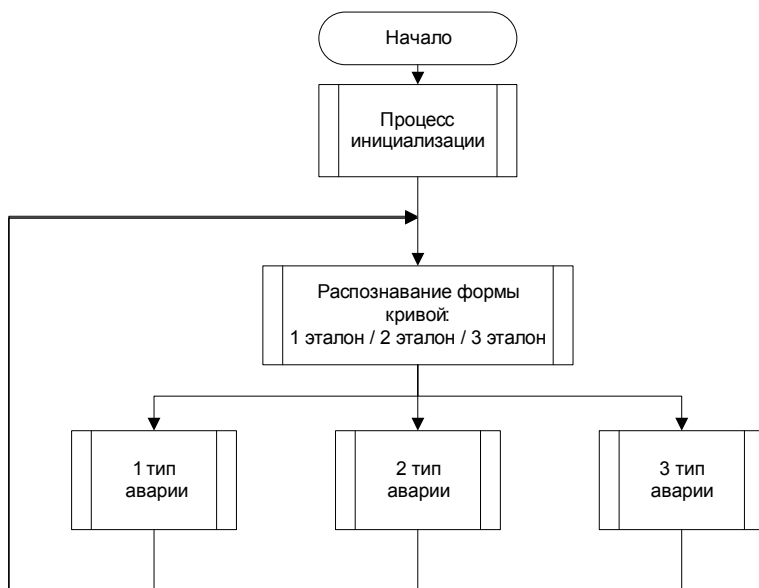 Начало
Процесс
инициализации
Распознавание формы
кривой:
1 эталон / 2 эталон / 3 эталон
1 тип
аварии
2 тип
аварии
3 тип
аварии